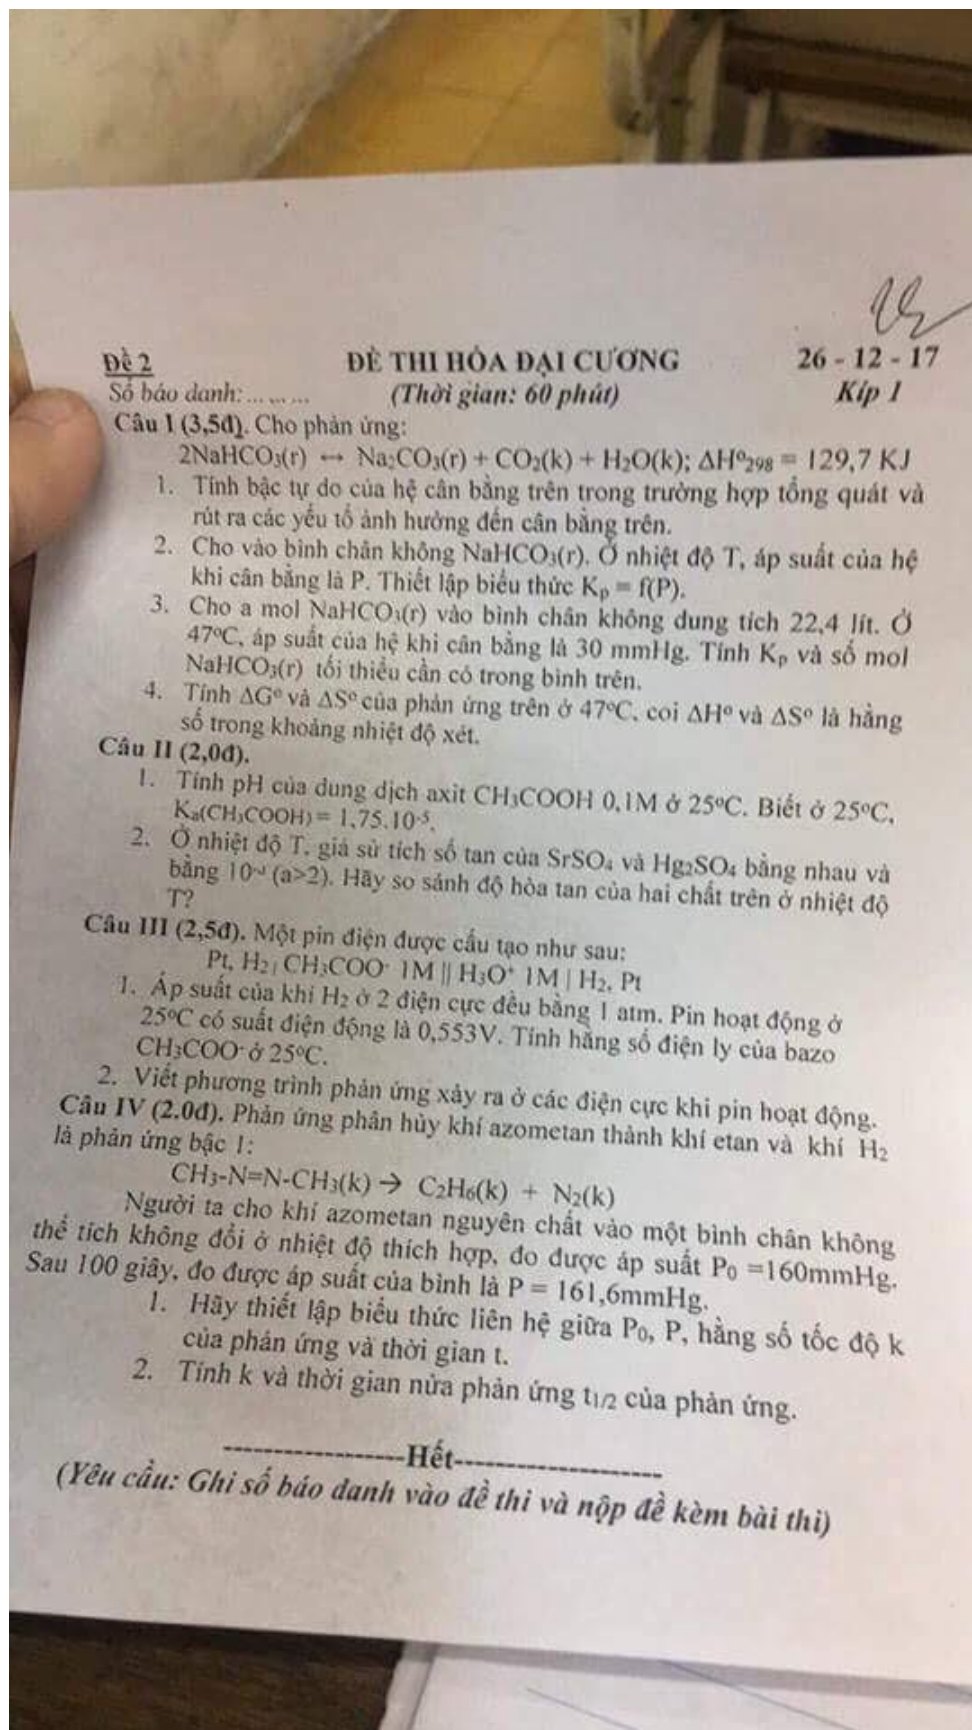 Đề 2 ĐỀ THI HÓA ĐẠI CƯƠNG 26 - 12 - 17
Số báo danh: ... ... ... (Thời gian: 60 phút) Kíp 1
Câu I (3,5đ). Cho phản ứng:
2NaHCO₃(r) ↔ Na₂CO₃(r) + CO₂(k) + H₂O(k); ΔH⁰₂₉₈ = 129,7 KJ
1. Tính bậc tự do của hệ cân bằng trên trong trường hợp tổng quát và
rút ra các yếu tố ảnh hưởng đến cân bằng trên.
2. Cho vào bình chân không NaHCO₃(r). Ở nhiệt độ T, áp suất của hệ
khi cân bằng là P. Thiết lập biểu thức Kₚ = f(P).
3. Cho a mol NaHCO₃(r) vào bình chân không dung tích 22,4 lít. Ở
47⁰C, áp suất của hệ khi cân bằng là 30 mmHg. Tính Kₚ và số mol
NaHCO₃(r) tối thiểu cần có trong bình trên.
4. Tính ΔG⁰ và ΔS⁰ của phản ứng trên ở 47⁰C, coi ΔH⁰ và ΔS⁰ là hằng
số trong khoảng nhiệt độ xét.
Câu II (2,0đ).
1. Tính pH của dung dịch axit CH₃COOH 0,1M ở 25⁰C. Biết ở 25⁰C,
Kₐ(CH₃COOH) = 1,75.10⁻⁵.
2. Ở nhiệt độ T, giả sử tích số tan của SrSO₄ và Hg₂SO₄ bằng nhau và
bằng (a>2). Hãy so sánh độ hòa tan của hai chất trên ở nhiệt độ
T?
Câu III (2,5đ). Một pin điện được cấu tạo như sau:
Pt, H₂ | CH₃COO⁻ 1M || H₃O⁺ 1M | H₂, Pt
1. Áp suất của khí H₂ ở 2 điện cực đều bằng 1 atm. Pin hoạt động ở
25⁰C có suất điện động là 0,553V. Tính hằng số điện ly của bazo
CH₃COO⁻ ở 25⁰C.
2. Viết phương trình phản ứng xảy ra ở các điện cực khi pin hoạt động.
Câu IV (2.0đ). Phản ứng phân hủy khí azometan thành khí etan và khí H₂
là phản ứng bậc 1:
CH₃-N=N-CH₃(k) → C₂H₆(k) + N₂(k)
Người ta cho khí azometan nguyên chất vào một bình chân không
thể tích không đổi ở nhiệt độ thích hợp, đo được áp suất P₀ =160mmHg.
Sau 100 giây, đo được áp suất của bình là P = 161,6mmHg.
1. Hãy thiết lập biểu thức liên hệ giữa P₀, P, hằng số tốc độ k
của phản ứng và thời gian t.
2. Tính k và thời gian nửa phản ứng t₁/₂ của phản ứng.
------------------Hết--------------------
(Yêu cầu: Ghi số báo danh vào đề thi và nộp đề kèm bài thi)